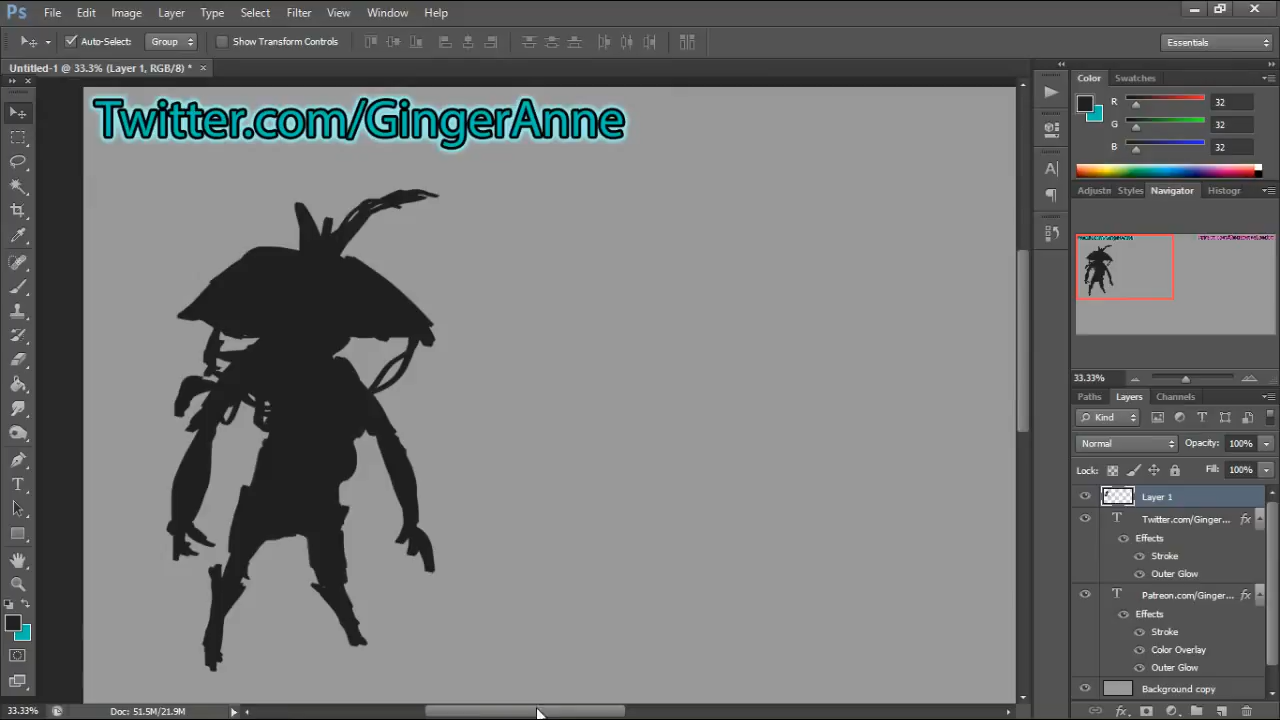 Ps File Edit Image Layer Type Select Filter View Window Help
Auto-Select: Group Show Transform Controls Essentials
Untitled-1 @ 33.3% (Layer 1, RGB/8) * ×
Twitter.com/GingerAnne
Color Swatches
R 32
G 32
B 32
Adjustn Styles Navigator Histogr
33.33%
Paths Layers Channels
Kind
Normal Opacity: 100%
Lock: Fill: 100%
Layer 1
Twitter.com/Ginger... fx
Effects
Stroke
Outer Glow
Patreon.com/Ginger... fx
Effects
Stroke
Color Overlay
Outer Glow
Background copy
33.33% Doc: 51.5M/21.9M